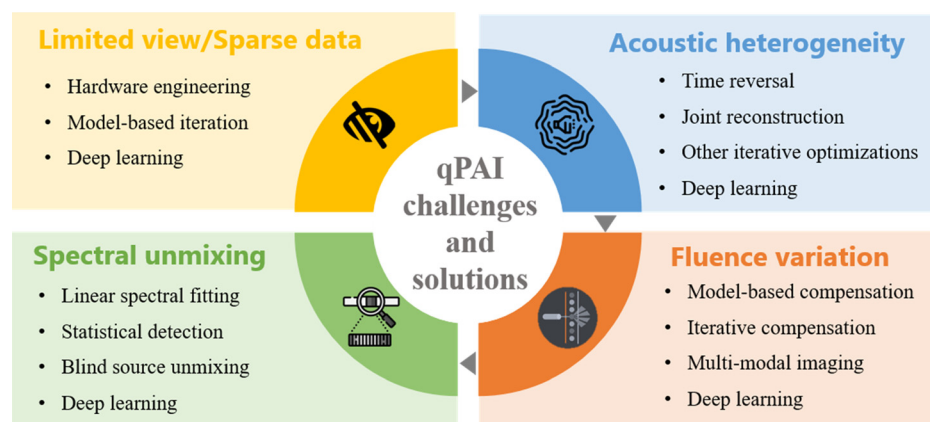 Limited view/Sparse data
• Hardware engineering
• Model-based iteration
• Deep learning
Acoustic heterogeneity
• Time reversal
• Joint reconstruction
• Other iterative optimizations
• Deep learning
qPAI
challenges
and
solutions
Spectral unmixing
• Linear spectral fitting
• Statistical detection
• Blind source unmixing
• Deep learning
Fluence variation
• Model-based compensation
• Iterative compensation
• Multi-modal imaging
• Deep learning